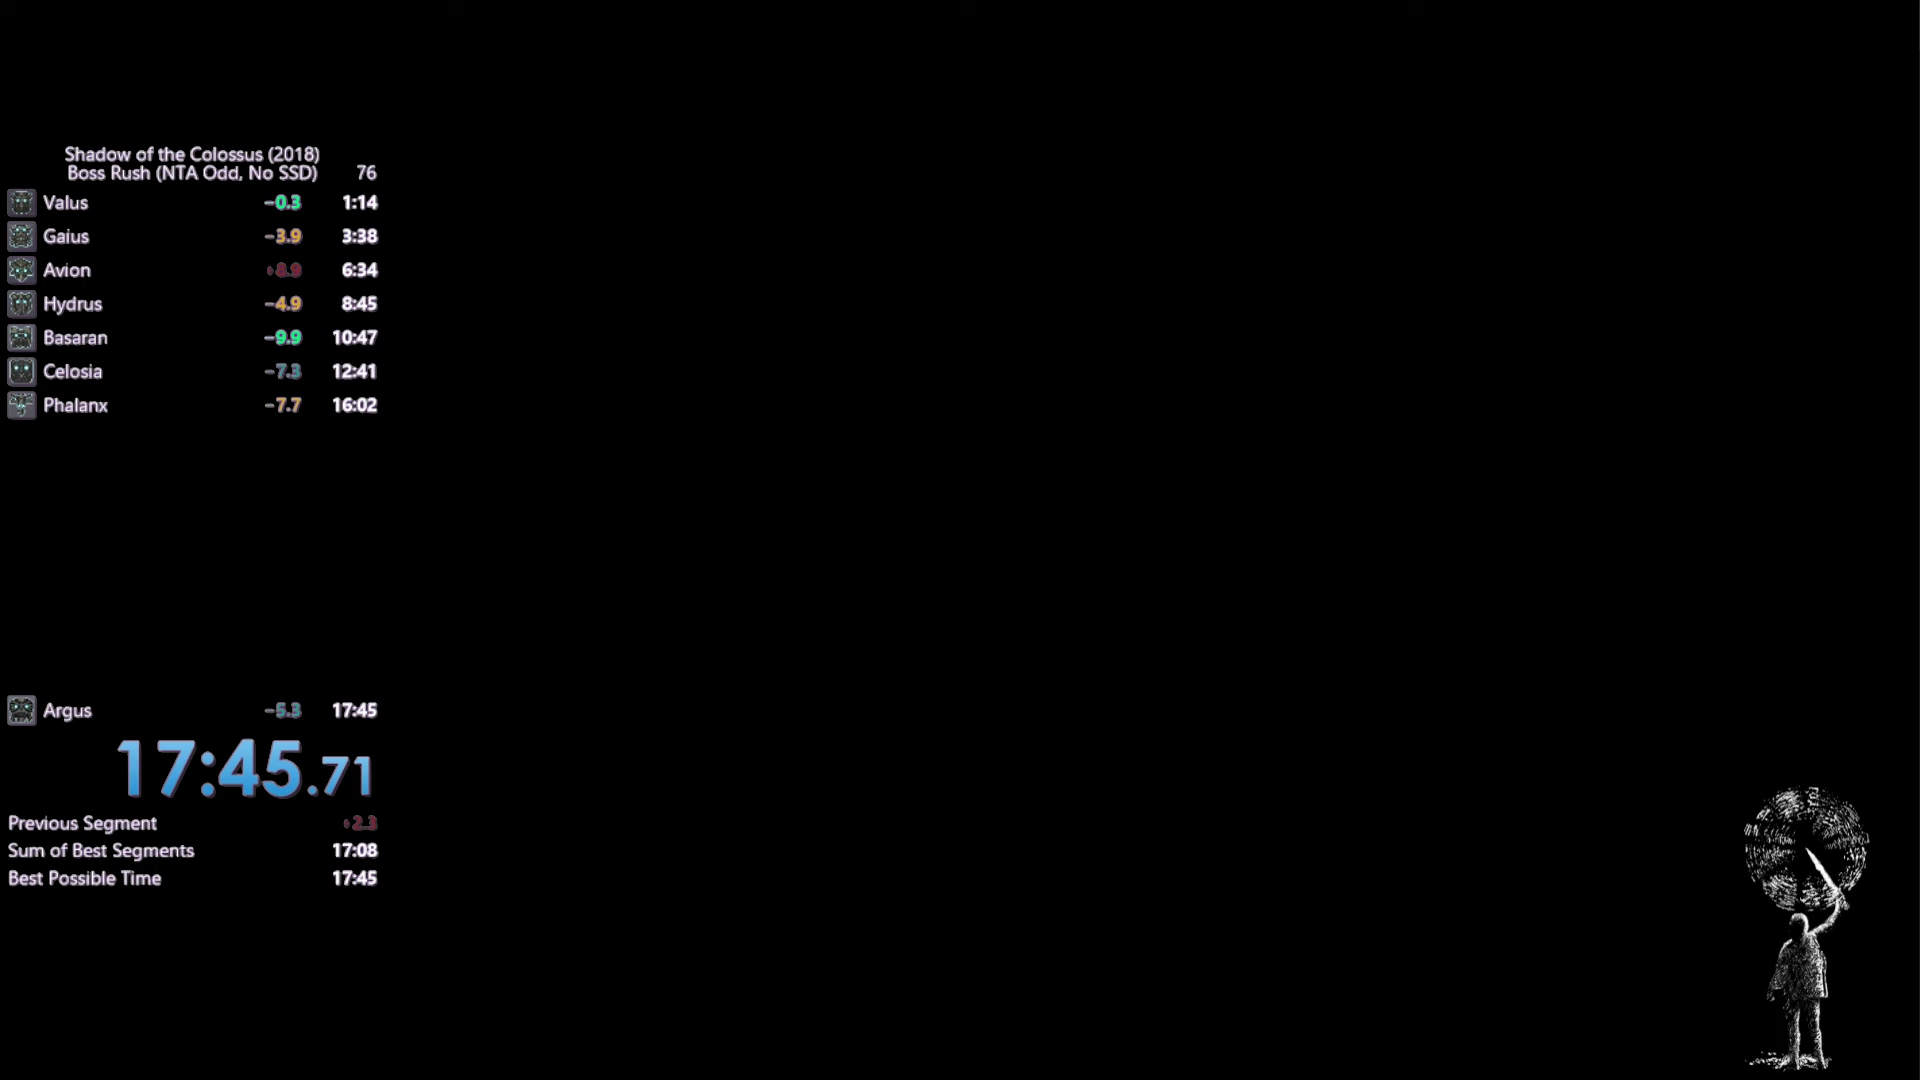 Shadow of the Colossus (2018)
Boss Rush (NTA Odd, No SSD) 76
Valus −0.3 1:14
Gaius −3.9 3:38
Avion +8.9 6:34
Hydrus −4.9 8:45
Basaran −9.9 10:47
Celosia −7.3 12:41
Phalanx −7.7 16:02
Argus −5.3 17:45
17:45.71
Previous Segment +2.3
Sum of Best Segments 17:08
Best Possible Time 17:45